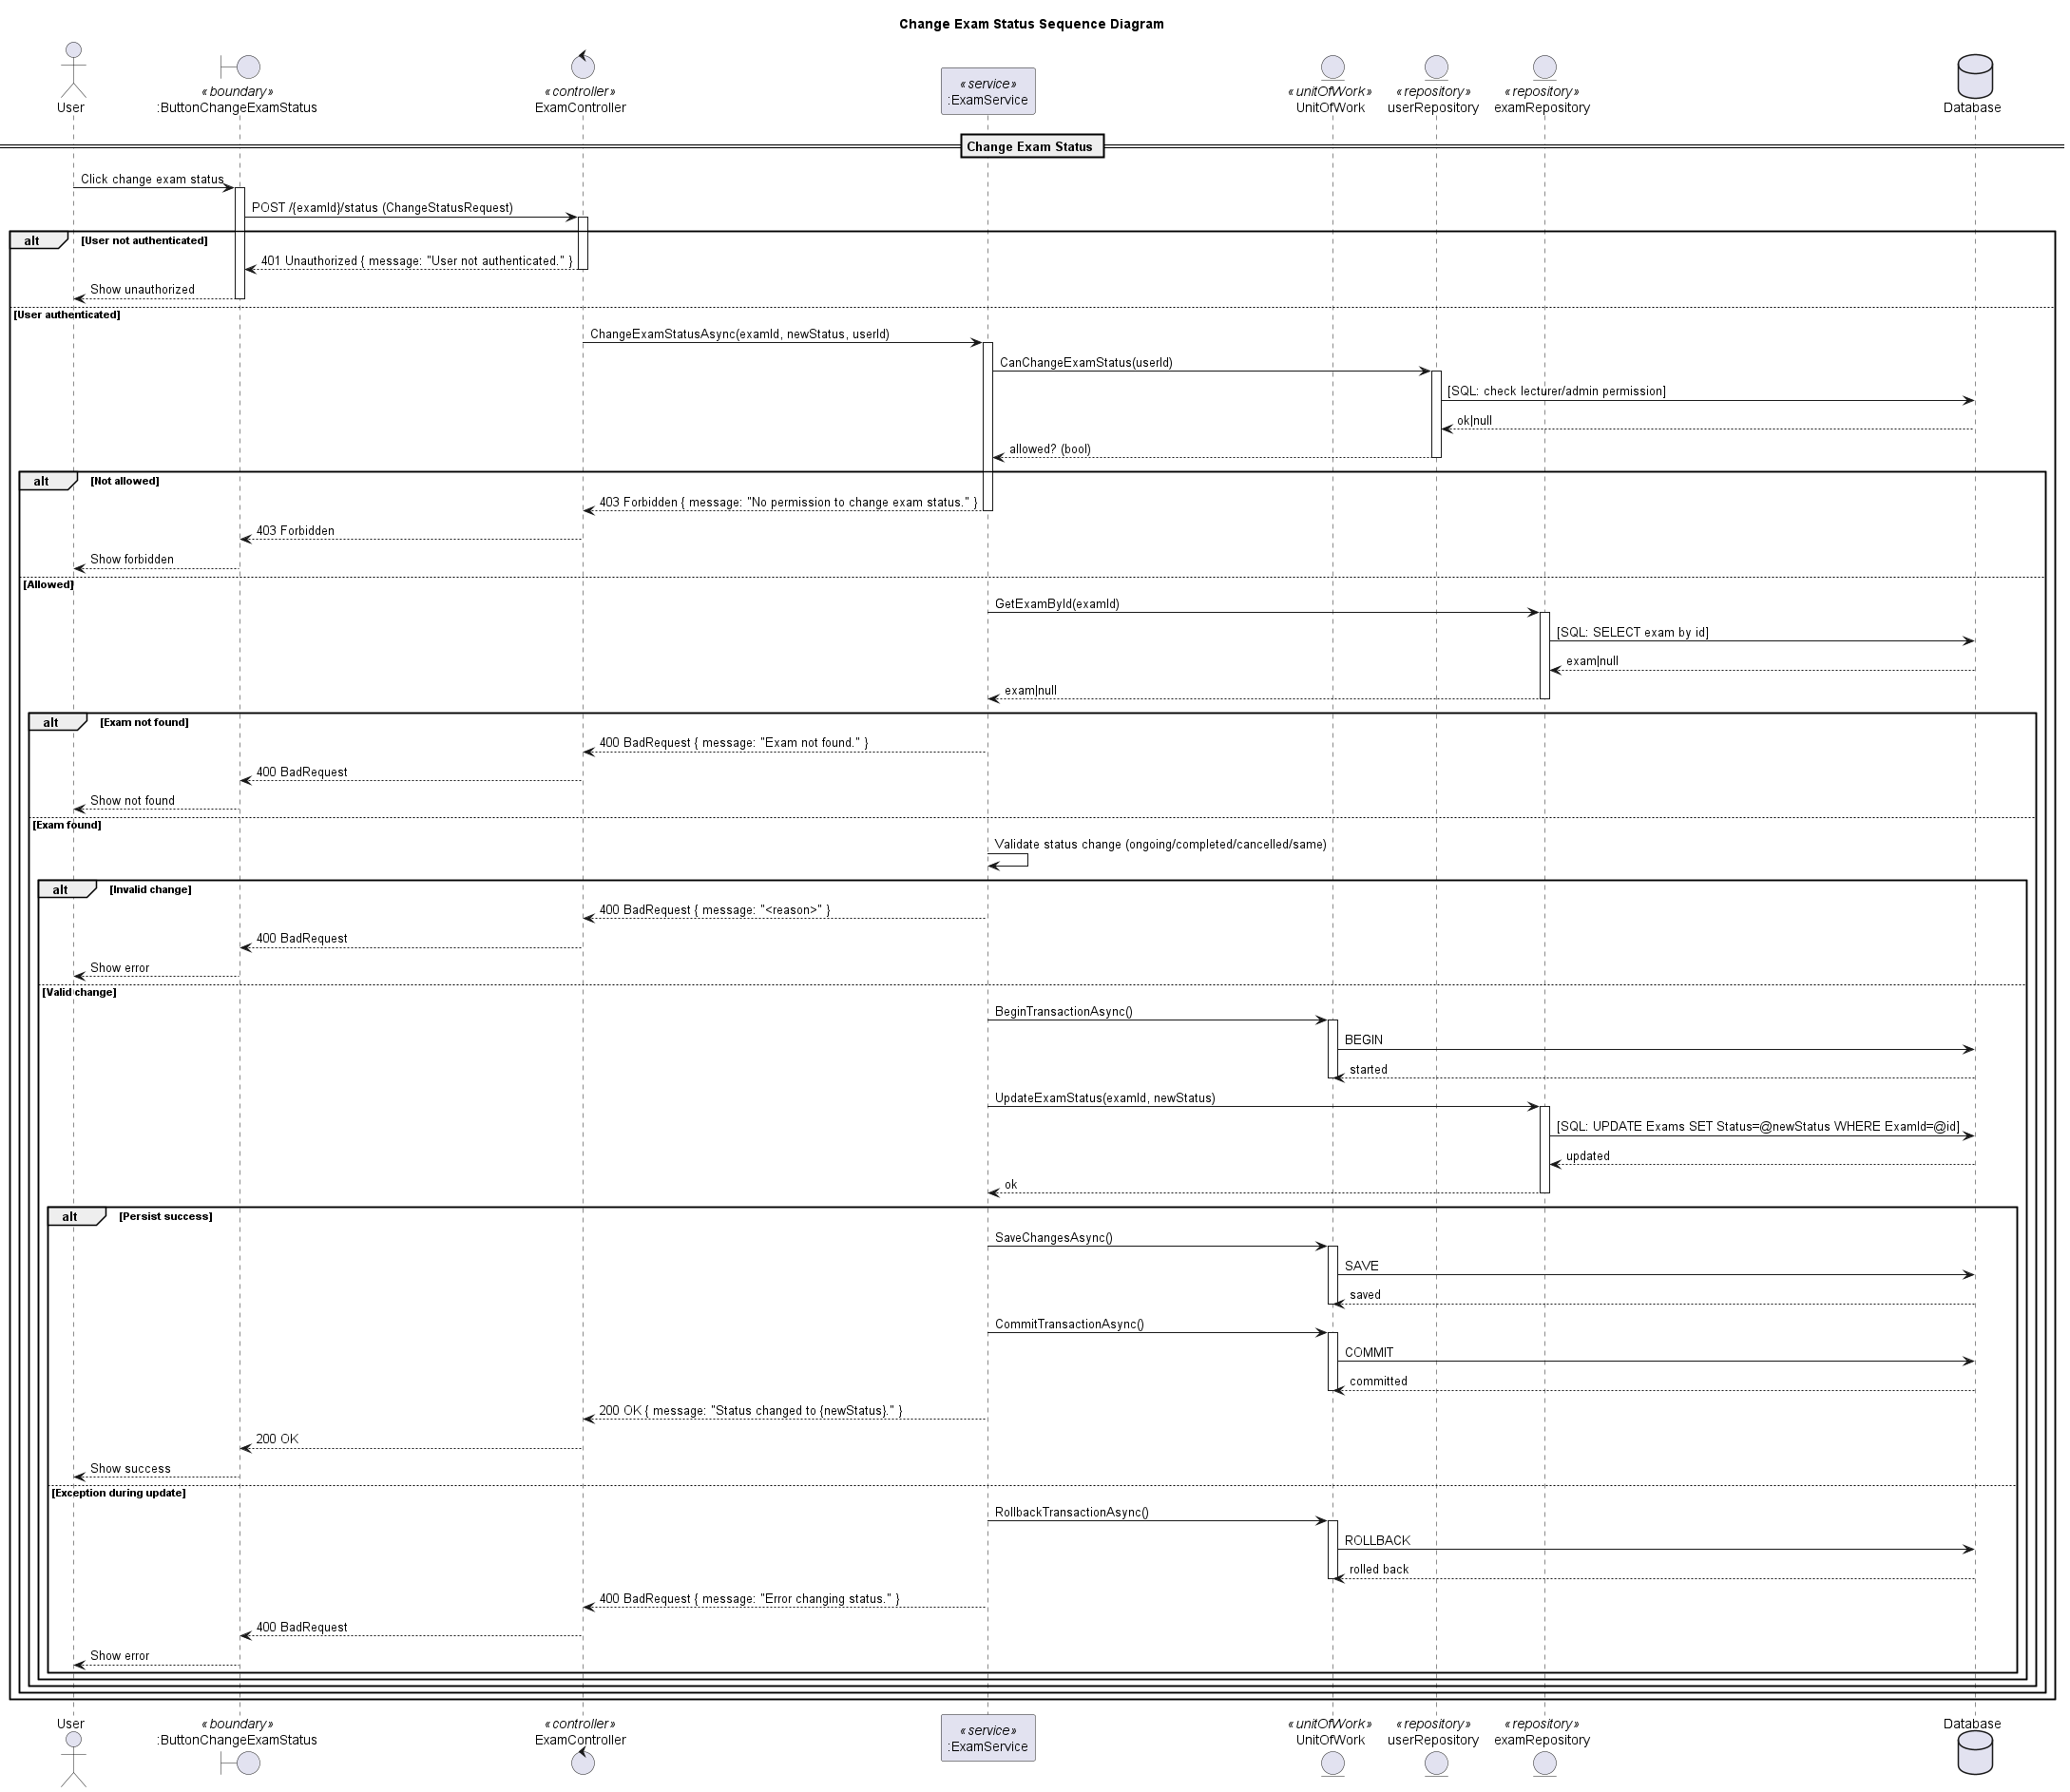 Change Exam Status Sequence Diagram
User
«boundary»
:ButtonChangeExamStatus
«controller»
ExamController
«service»
:ExamService
«unitOfWork»
UnitOfWork
«repository»
userRepository
«repository»
examRepository
Database
Change Exam Status
Click change exam status
POST /{examId}/status (ChangeStatusRequest)
alt [User not authenticated]
401 Unauthorized { message: "User not authenticated." }
Show unauthorized
[User authenticated]
ChangeExamStatusAsync(examId, newStatus, userId)
CanChangeExamStatus(userId)
[SQL: check lecturer/admin permission]
ok|null
allowed? (bool)
alt [Not allowed]
403 Forbidden { message: "No permission to change exam status." }
403 Forbidden
Show forbidden
[Allowed]
GetExamById(examId)
[SQL: SELECT exam by id]
exam|null
exam|null
alt [Exam not found]
400 BadRequest { message: "Exam not found." }
400 BadRequest
Show not found
[Exam found]
Validate status change (ongoing/completed/cancelled/same)
alt [Invalid change]
400 BadRequest { message: "<reason>" }
400 BadRequest
Show error
[Valid change]
BeginTransactionAsync()
BEGIN
started
UpdateExamStatus(examId, newStatus)
[SQL: UPDATE Exams SET Status=@newStatus WHERE ExamId=@id]
updated
ok
alt [Persist success]
SaveChangesAsync()
SAVE
saved
CommitTransactionAsync()
COMMIT
committed
200 OK { message: "Status changed to {newStatus}." }
200 OK
Show success
[Exception during update]
RollbackTransactionAsync()
ROLLBACK
rolled back
400 BadRequest { message: "Error changing status." }
400 BadRequest
Show error
User
«boundary»
:ButtonChangeExamStatus
«controller»
ExamController
«service»
:ExamService
«unitOfWork»
UnitOfWork
«repository»
userRepository
«repository»
examRepository
Database